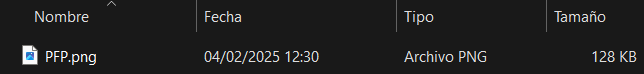 Nombre Fecha Tipo Tamaño
PFP.png 04/02/2025 12:30 Archivo PNG 128 KB